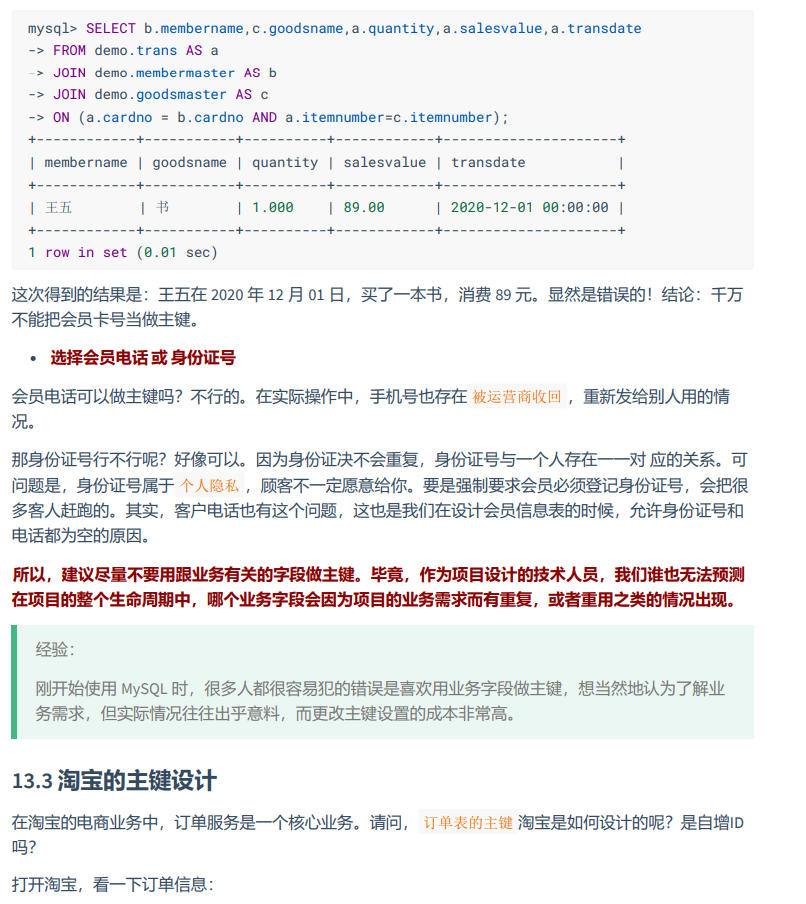 mysql> SELECT b.membername,c.goodsname,a.quantity,a.salesvalue,a.transdate
-> FROM demo.trans AS a
-> JOIN demo.membermaster AS b
-> JOIN demo.goodsmaster AS c
-> ON (a.cardno = b.cardno AND a.itemnumber=c.itemnumber);
+------------+-----------+----------+------------+---------------------+
| membername | goodsname | quantity | salesvalue | transdate           |
+------------+-----------+----------+------------+---------------------+
| 王五        | 书        | 1.000    | 89.00      | 2020-12-01 00:00:00 |
+------------+-----------+----------+------------+---------------------+
1 row in set (0.01 sec)
这次得到的结果是：王五在 2020 年 12 月 01 日，买了一本书，消费 89 元。显然是错误的！结论：千万
不能把会员卡号当做主键。
• 选择会员电话 或 身份证号
会员电话可以做主键吗？不行的。在实际操作中，手机号也存在 被运营商收回 ，重新发给别人用的情
况。
那身份证号行不行呢？好像可以。因为身份证决不会重复，身份证号与一个人存在一一对 应的关系。可
问题是，身份证号属于 个人隐私 ，顾客不一定愿意给你。要是强制要求会员必须登记身份证号，会把很
多客人赶跑的。其实，客户电话也有这个问题，这也是我们在设计会员信息表的时候，允许身份证号和
电话都为空的原因。
所以，建议尽量不要用跟业务有关的字段做主键。毕竟，作为项目设计的技术人员，我们谁也无法预测
在项目的整个生命周期中，哪个业务字段会因为项目的业务需求而有重复，或者重用之类的情况出现。
经验：
刚开始使用 MySQL 时，很多人都很容易犯的错误是喜欢用业务字段做主键，想当然地认为了解业
务需求，但实际情况往往出乎意料，而更改主键设置的成本非常高。
13.3 淘宝的主键设计
在淘宝的电商业务中，订单服务是一个核心业务。请问， 订单表的主键 淘宝是如何设计的呢？是自增ID
吗？
打开淘宝，看一下订单信息：